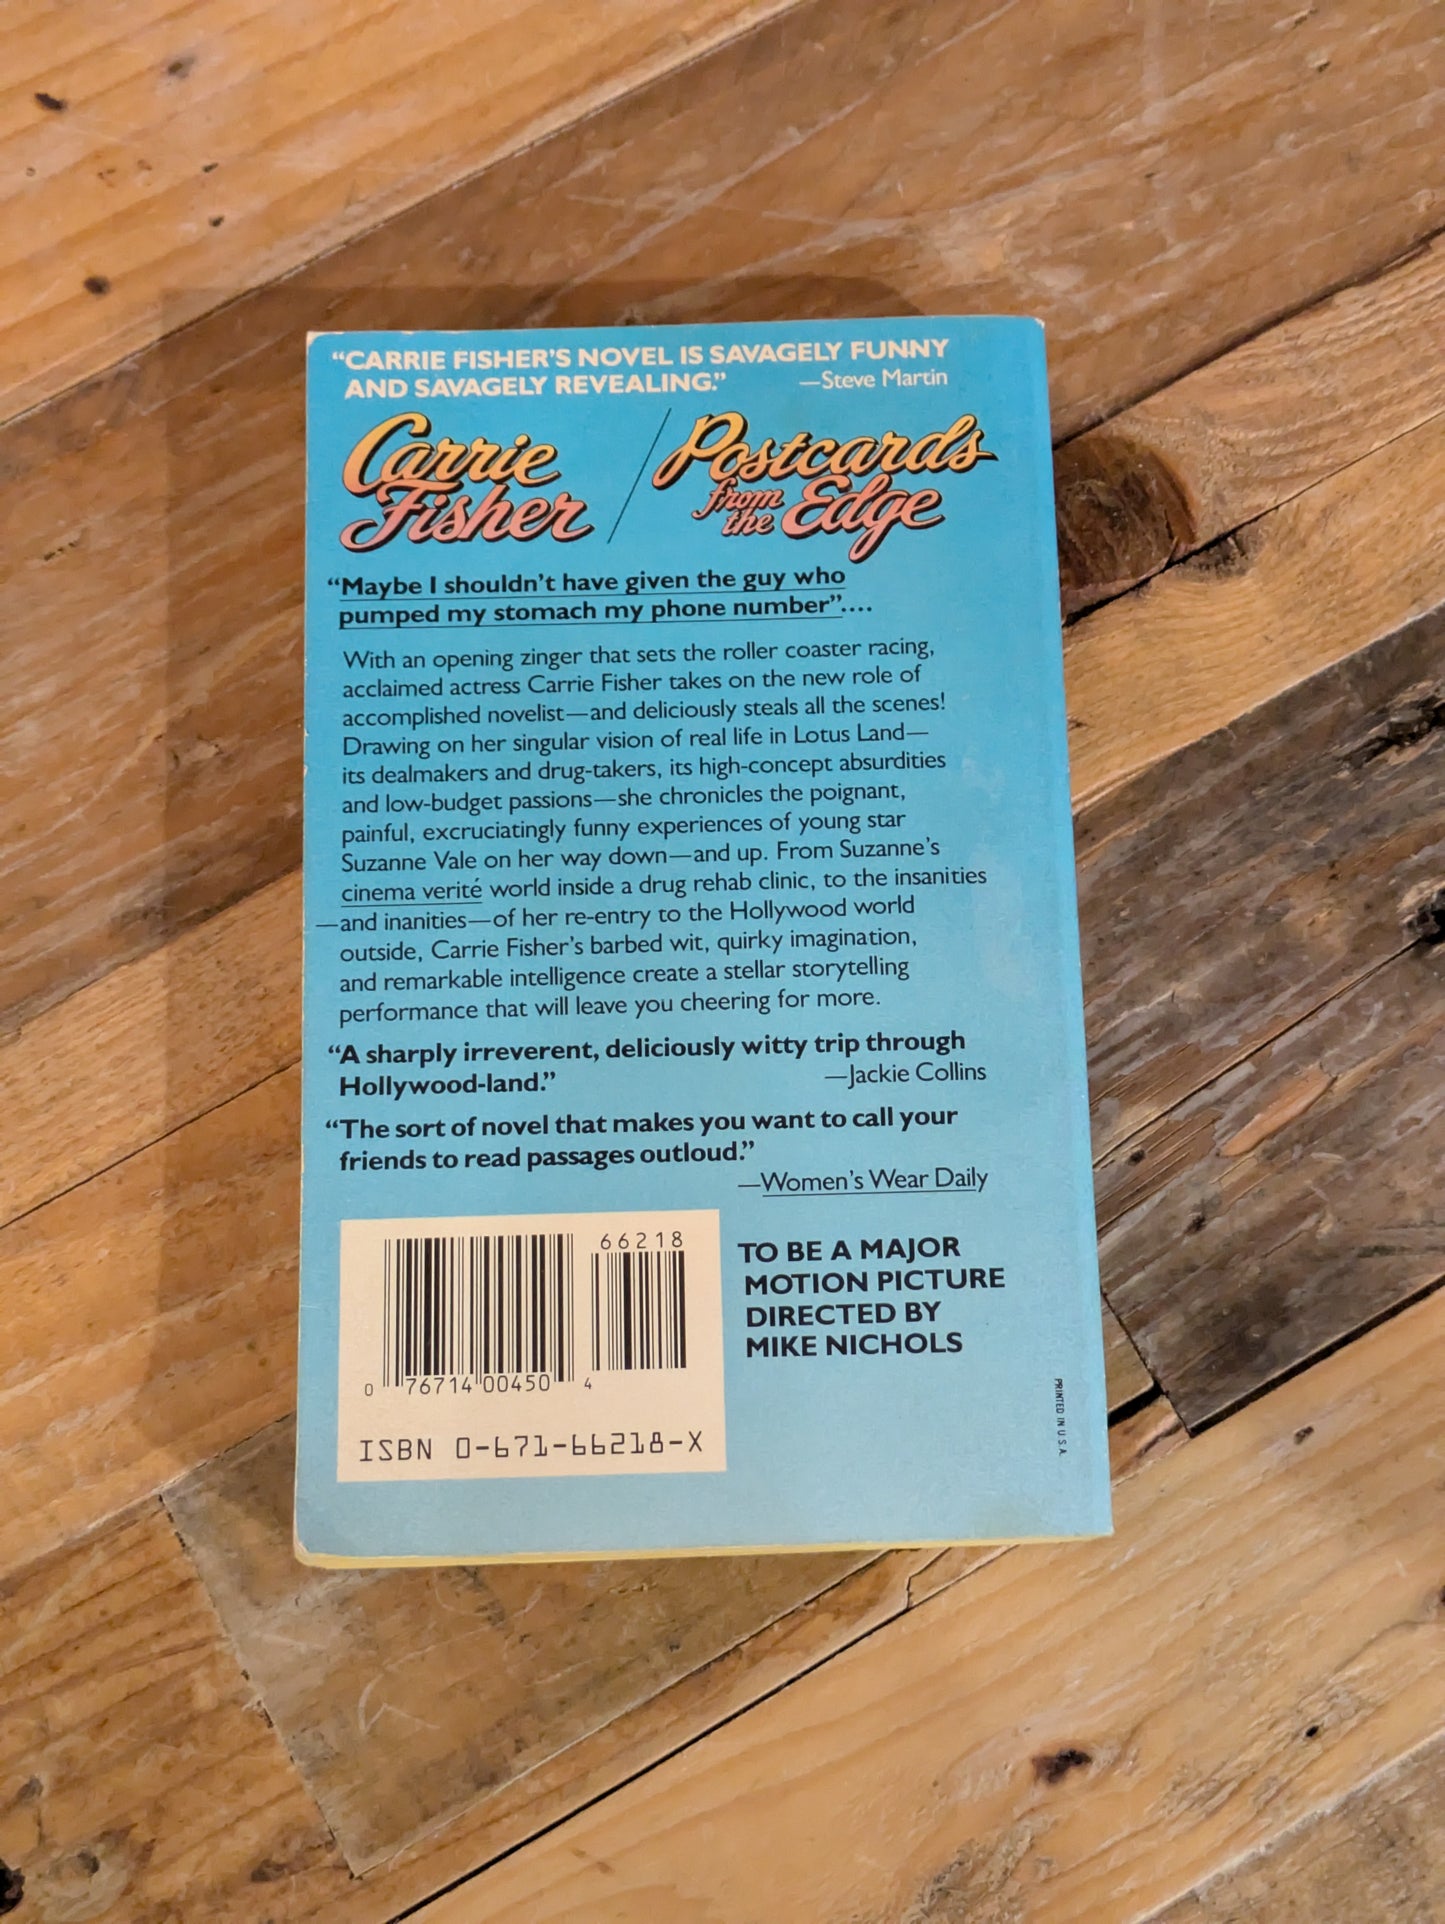 “CARRIE FISHER’S NOVEL IS SAVAGELY FUNNY
AND SAVAGELY REVEALING.”
—Steve Martin
Carrie
Fisher
Postcards
from
the
Edge
“Maybe I shouldn’t have given the guy who
pumped my stomach my phone number”....
With an opening zinger that sets the roller coaster racing,
acclaimed actress Carrie Fisher takes on the new role of
accomplished novelist—and deliciously steals all the scenes!
Drawing on her singular vision of real life in Lotus Land—
its dealmakers and drug-takers, its high-concept absurdities
and low-budget passions—she chronicles the poignant,
painful, excruciatingly funny experiences of young star
Suzanne Vale on her way down—and up. From Suzanne’s
cinema verité world inside a drug rehab clinic, to the insanities
—and inanities—of her re-entry to the Hollywood world
outside, Carrie Fisher’s barbed wit, quirky imagination,
and remarkable intelligence create a stellar storytelling
performance that will leave you cheering for more.
“A sharply irreverent, deliciously witty trip through
Hollywood-land.”
—Jackie Collins
“The sort of novel that makes you want to call your
friends to read passages outloud.”
—Women’s Wear Daily
66218
0 76714 00450 4
ISBN 0-671-66218-X
TO BE A MAJOR
MOTION PICTURE
DIRECTED BY
MIKE NICHOLS
PRINTED IN U.S.A.